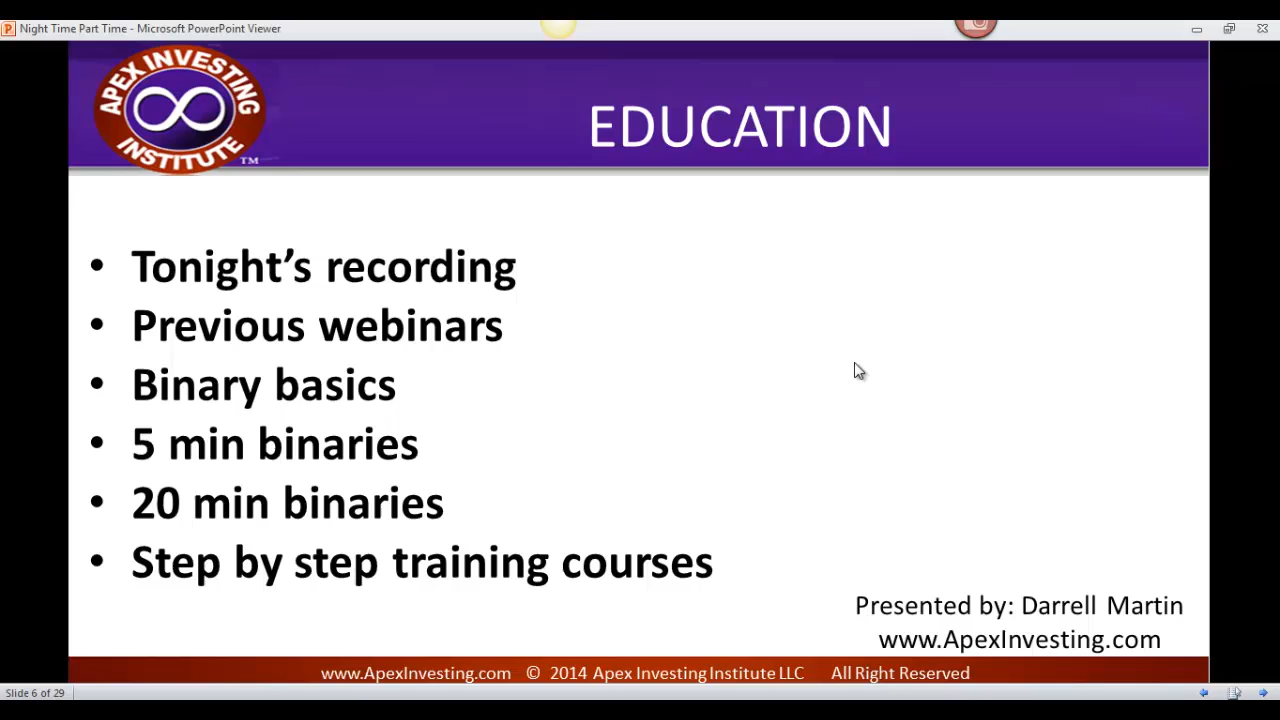 Night Time Part Time - Microsoft PowerPoint Viewer
APEX INVESTING
INSTITUTE™
EDUCATION
• Tonight's recording
• Previous webinars
• Binary basics
• 5 min binaries
• 20 min binaries
• Step by step training courses
Presented by: Darrell Martin
www.ApexInvesting.com
www.ApexInvesting.com © 2014 Apex Investing Institute LLC All Right Reserved
Slide 6 of 29